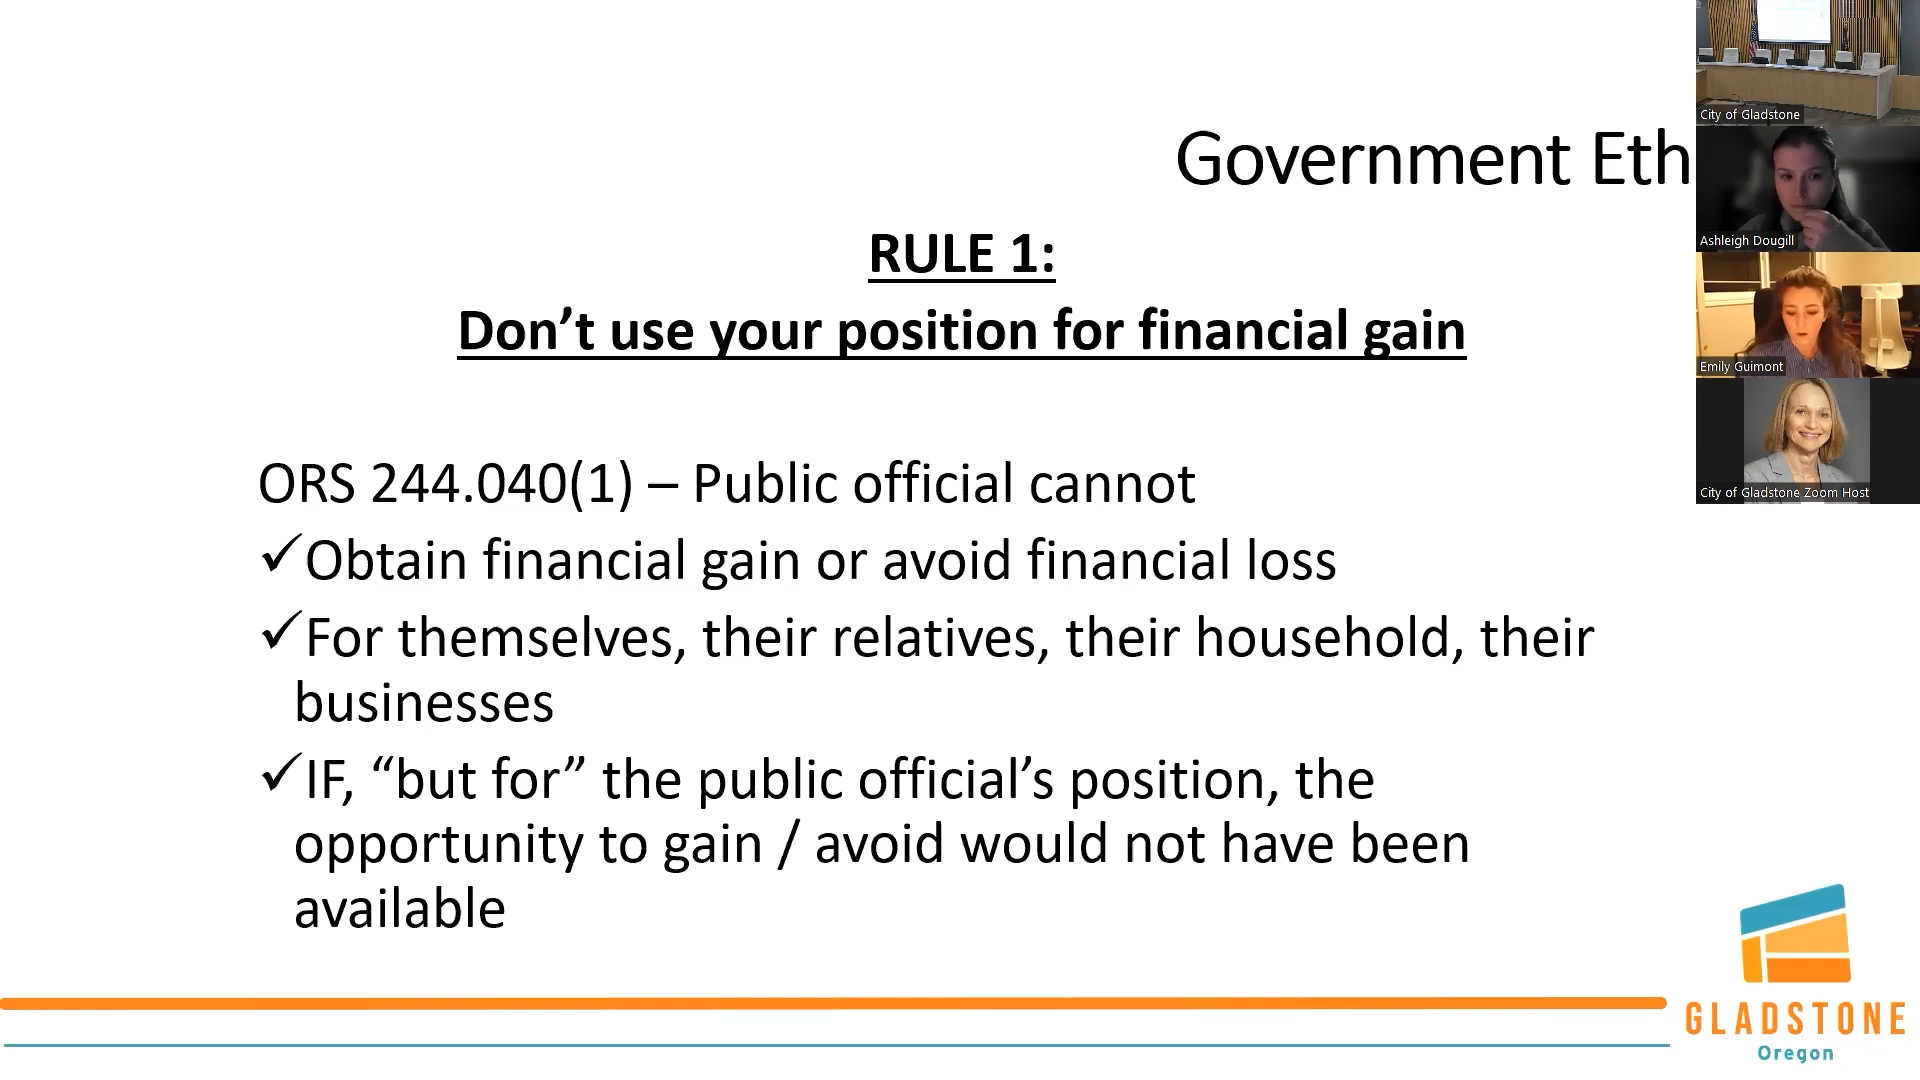 Government Eth
RULE 1:
Don’t use your position for financial gain
ORS 244.040(1) – Public official cannot
✓Obtain financial gain or avoid financial loss
✓For themselves, their relatives, their household, their
businesses
✓IF, “but for” the public official’s position, the
opportunity to gain / avoid would not have been
available
City of Gladstone
Ashleigh Dougill
Emily Guimont
City of Gladstone Zoom Host
GLADSTONE
Oregon